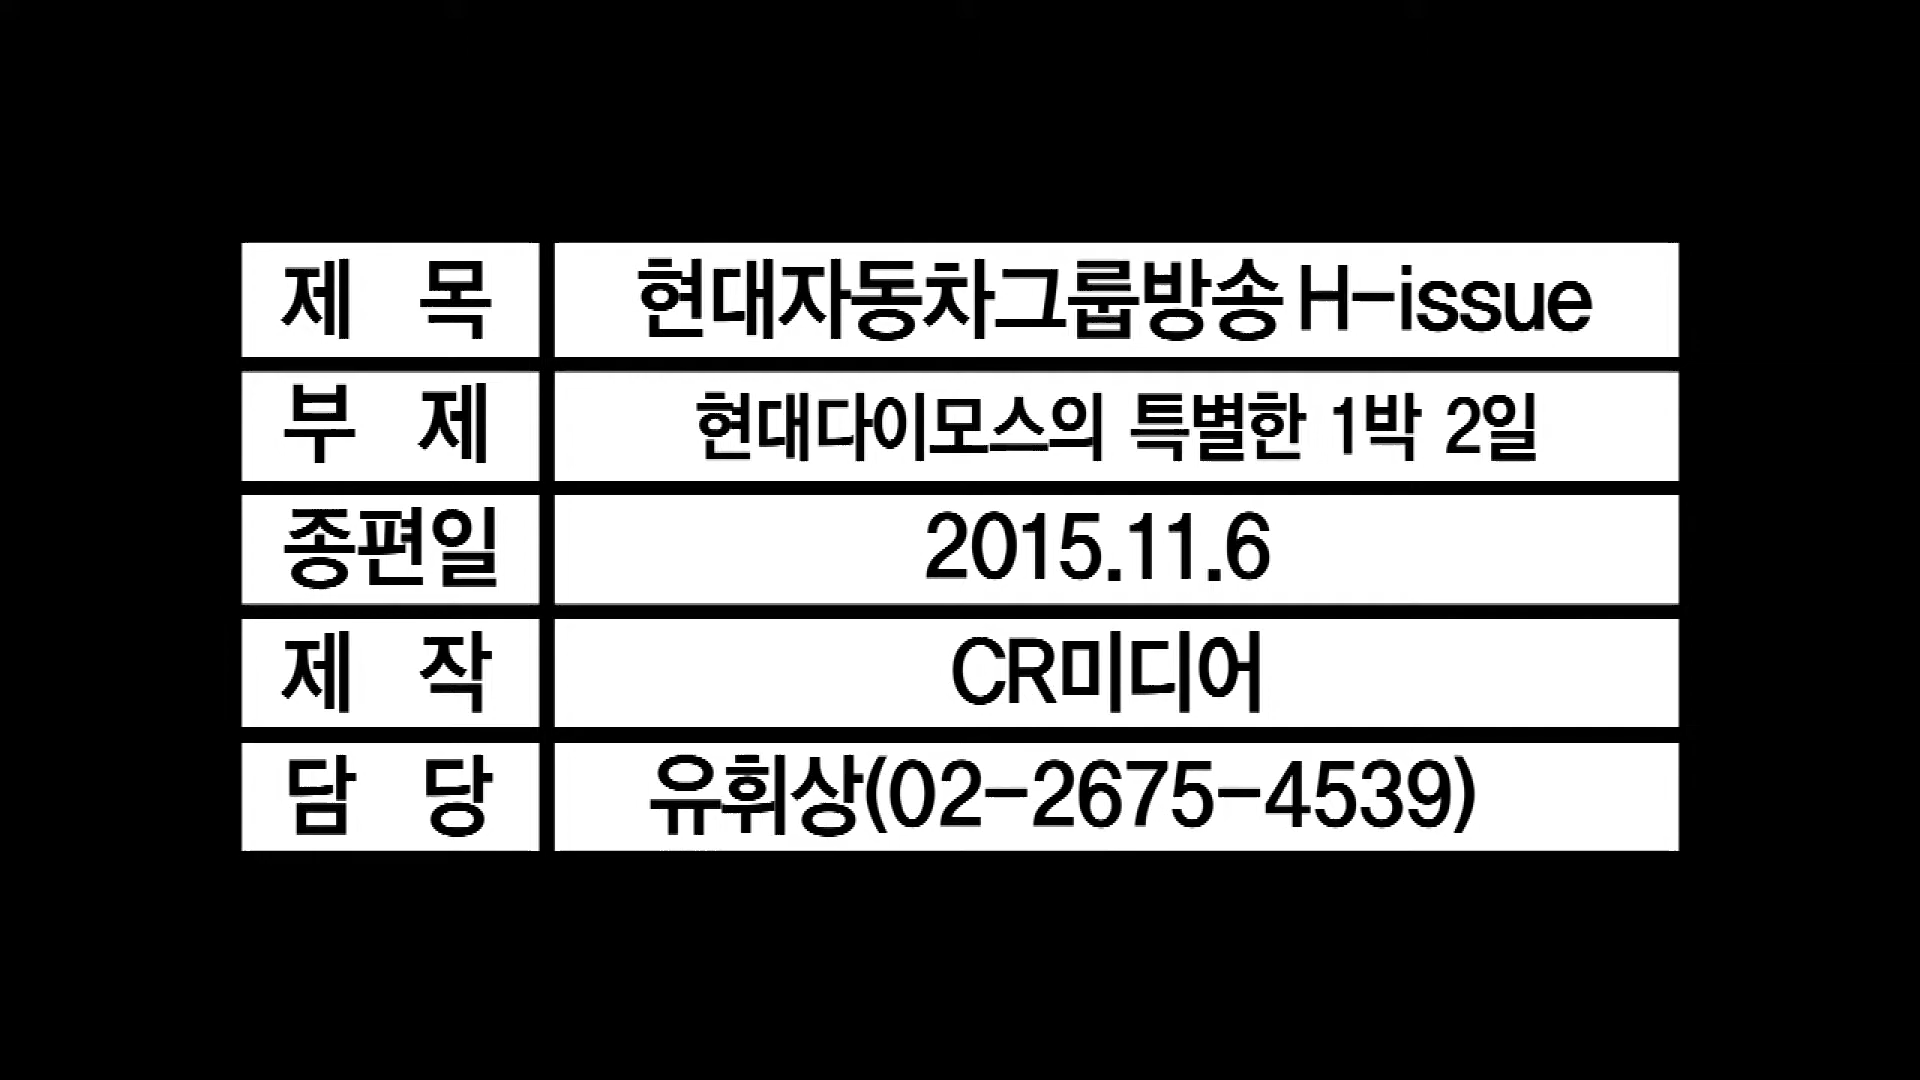 제 목 현대자동차그룹방송 H-issue
부 제 현대다이모스의 특별한 1박 2일
종편일 2015.11.6
제 작 CR미디어
담 당 유휘상(02-2675-4539)